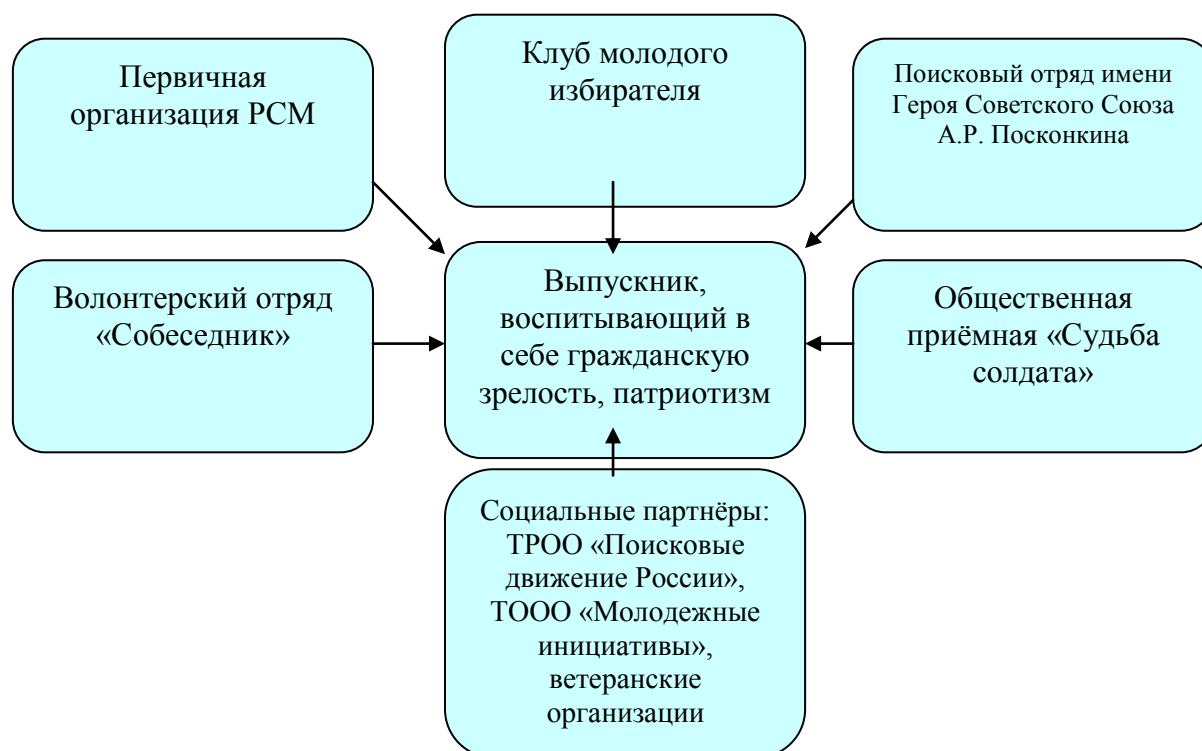 Первичная
организация РСМ
Клуб молодого
избирателя
Поисковый отряд имени
Героя Советского Союза
А.Р. Посконкина
Волонтерский отряд
«Собеседник»
Выпускник,
воспитывающий в
себе гражданскую
зрелость, патриотизм
Общественная
приёмная «Судьба
солдата»
Социальные партнёры:
ТРОО «Поисковые
движение России»,
ТООО «Молодежные
инициативы»,
ветеранские
организации